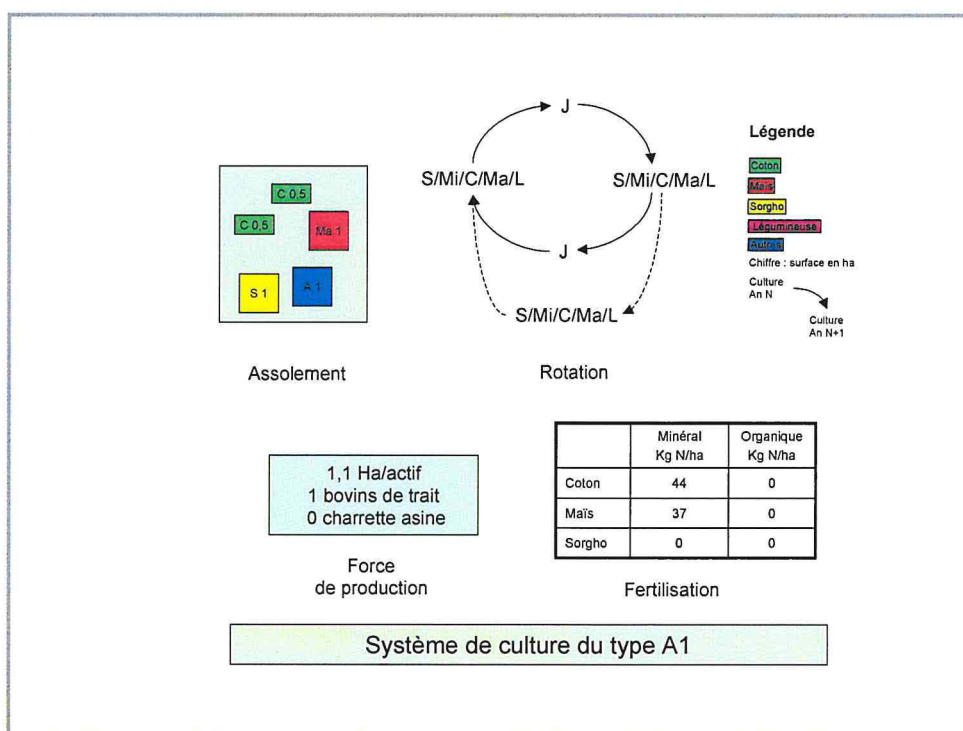 J
S/Mi/C/Ma/L
S/Mi/C/Ma/L
J
S/Mi/C/Ma/L
C 0,5
C 0,5
Ma 1
S 1
A 1
Assolement
Rotation
Légende
Coton
Maïs
Sorgho
Légumineuse
Autres
Chiffre : surface en ha
Culture
An N
Culture
An N+1
1,1 Ha/actif
1 bovins de trait
0 charrette asine
Force
de production
Minéral Organique
Kg N/ha Kg N/ha
Coton 44 0
Maïs 37 0
Sorgho 0 0
Fertilisation
Système de culture du type A1